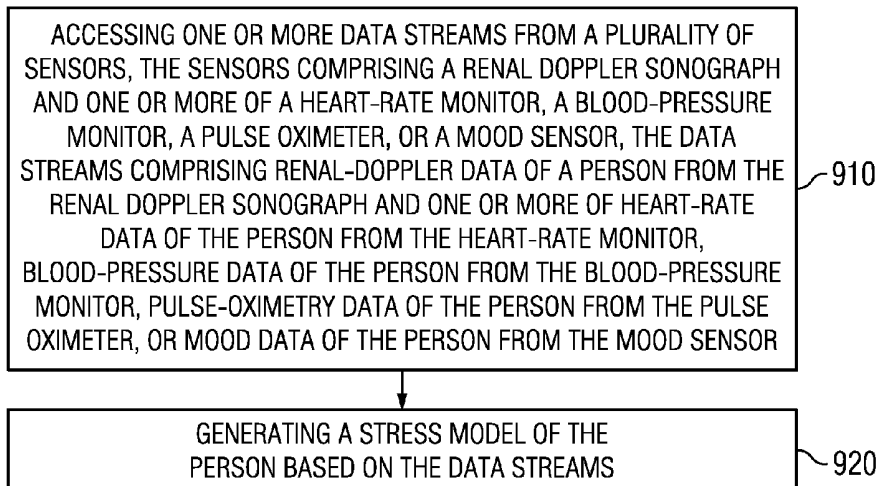 ACCESSING ONE OR MORE DATA STREAMS FROM A PLURALITY OF
SENSORS, THE SENSORS COMPRISING A RENAL DOPPLER SONOGRAPH
AND ONE OR MORE OF A HEART-RATE MONITOR, A BLOOD-PRESSURE
MONITOR, A PULSE OXIMETER, OR A MOOD SENSOR, THE DATA
STREAMS COMPRISING RENAL-DOPPLER DATA OF A PERSON FROM THE
RENAL DOPPLER SONOGRAPH AND ONE OR MORE OF HEART-RATE
DATA OF THE PERSON FROM THE HEART-RATE MONITOR,
BLOOD-PRESSURE DATA OF THE PERSON FROM THE BLOOD-PRESSURE
MONITOR, PULSE-OXIMETRY DATA OF THE PERSON FROM THE PULSE
OXIMETER, OR MOOD DATA OF THE PERSON FROM THE MOOD SENSOR
910
GENERATING A STRESS MODEL OF THE
PERSON BASED ON THE DATA STREAMS
920